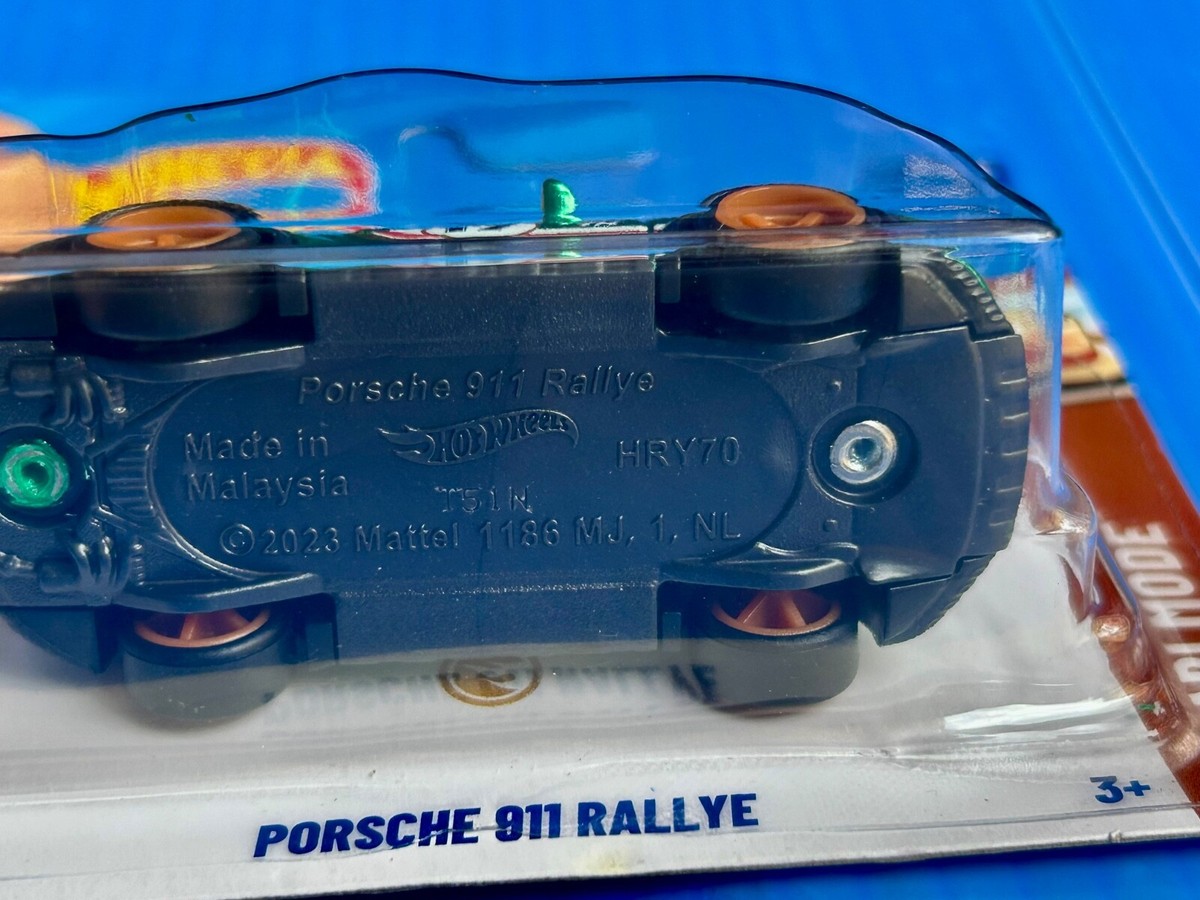 Porsche 911 Rallye
HOT WHEELS
Made in
Malaysia
HRY70
T51N
©2023 Mattel 1186 MJ, 1, NL
PORSCHE 911 RALLYE
3+
MODE